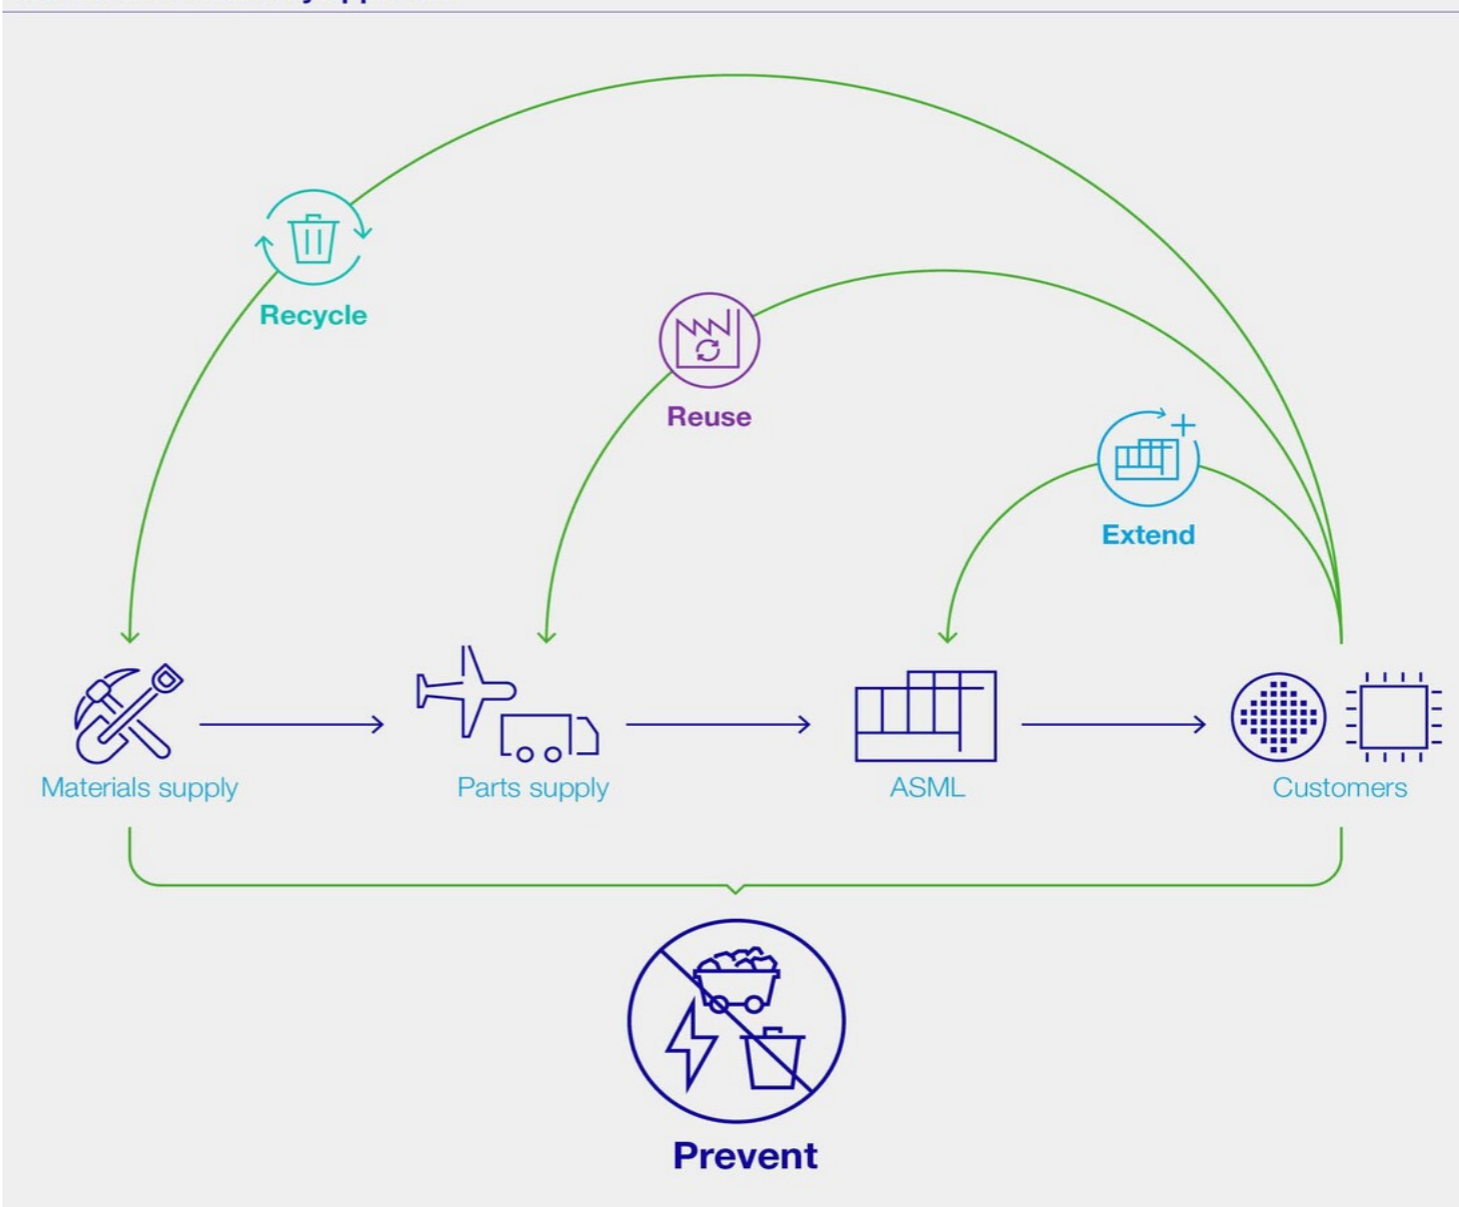 Recycle
Reuse
Extend
Materials supply
Parts supply
ASML
Customers
Prevent